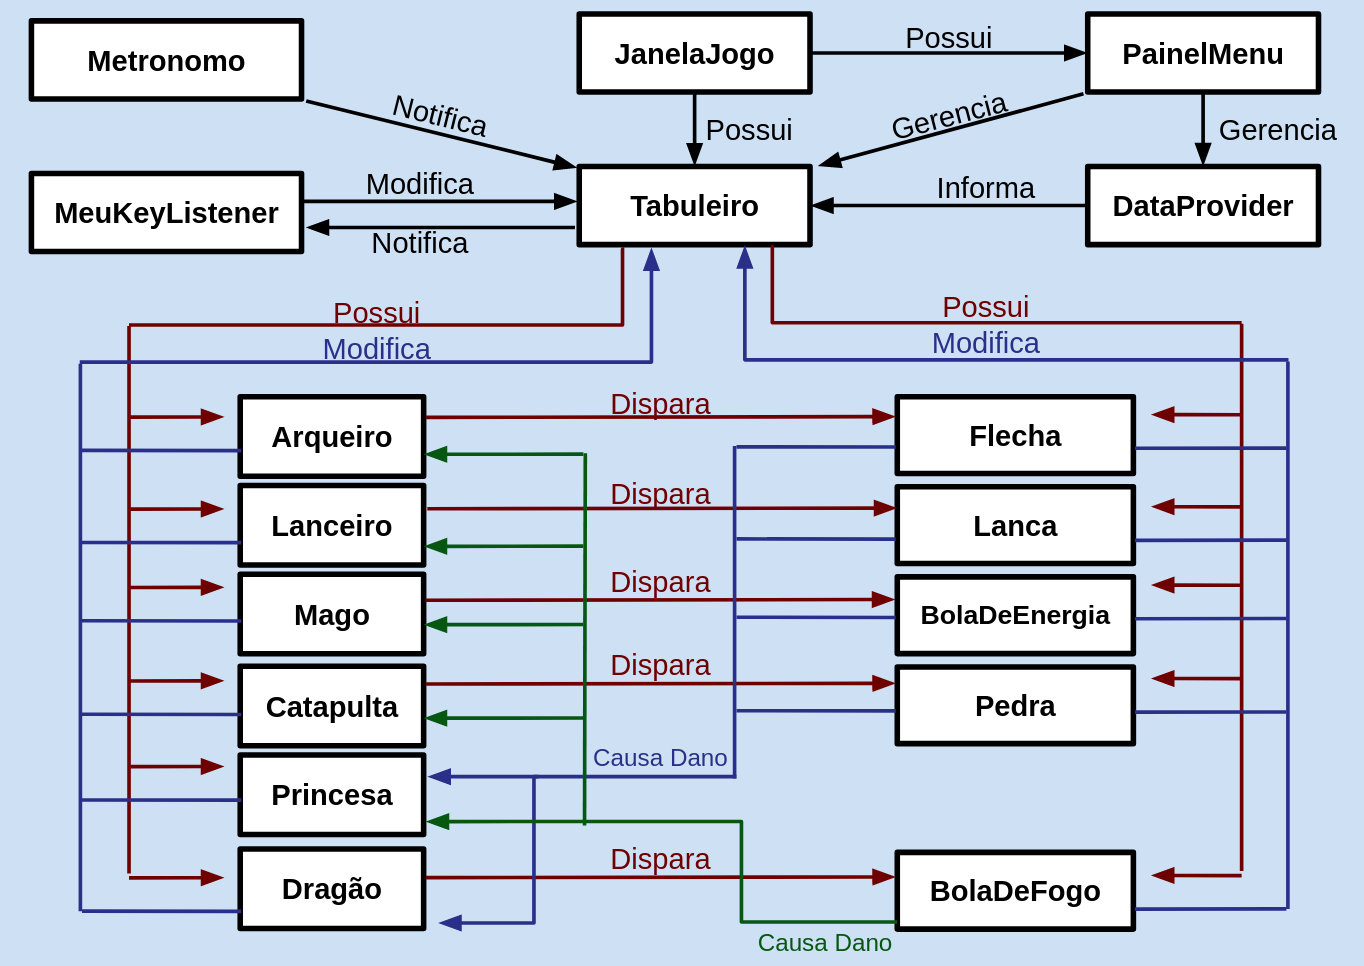 Metronomo
JanelaJogo
Possui
PainelMenu
Notifica
Possui
Gerencia
Gerencia
MeuKeyListener
Modifica
Notifica
Tabuleiro
Informa
DataProvider
Possui
Modifica
Possui
Modifica
Arqueiro
Dispara
Flecha
Lanceiro
Dispara
Lanca
Mago
Dispara
BolaDeEnergia
Catapulta
Dispara
Pedra
Causa Dano
Princesa
Dragão
Dispara
BolaDeFogo
Causa Dano